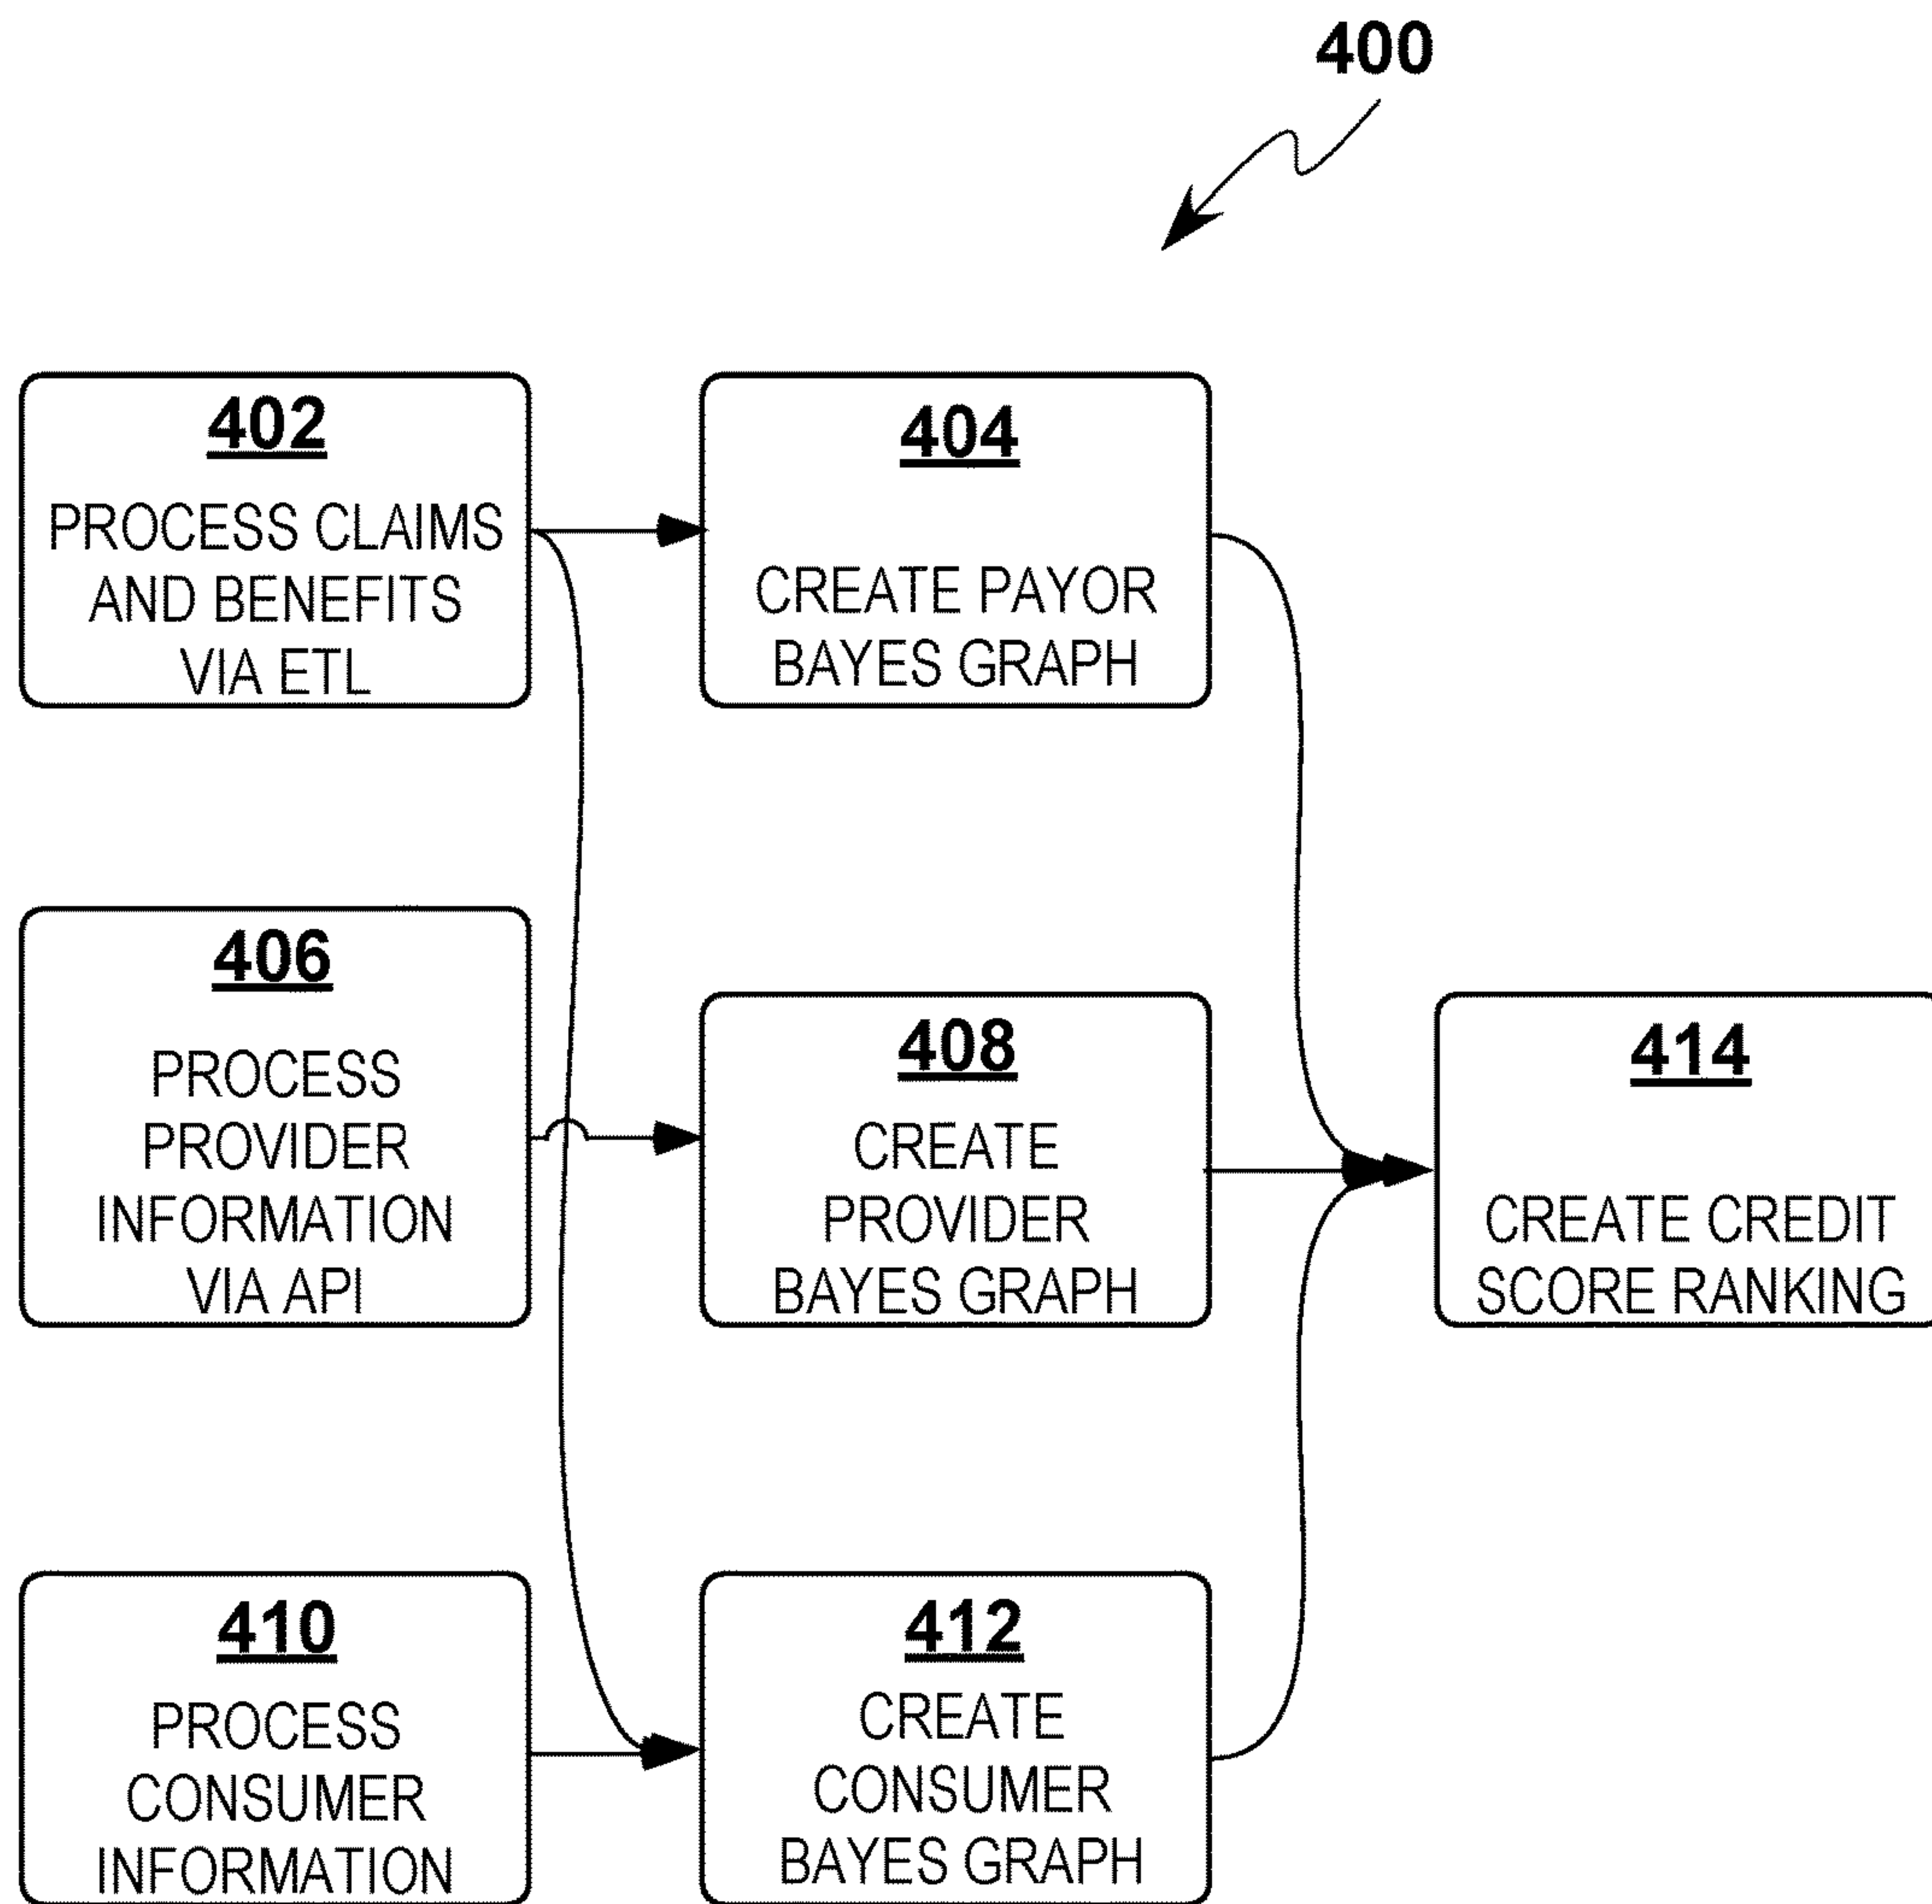 400
402
PROCESS CLAIMS
AND BENEFITS
VIA ETL
404
CREATE PAYOR
BAYES GRAPH
406
PROCESS
PROVIDER
INFORMATION
VIA API
408
CREATE
PROVIDER
BAYES GRAPH
414
CREATE CREDIT
SCORE RANKING
410
PROCESS
CONSUMER
INFORMATION
412
CREATE
CONSUMER
BAYES GRAPH